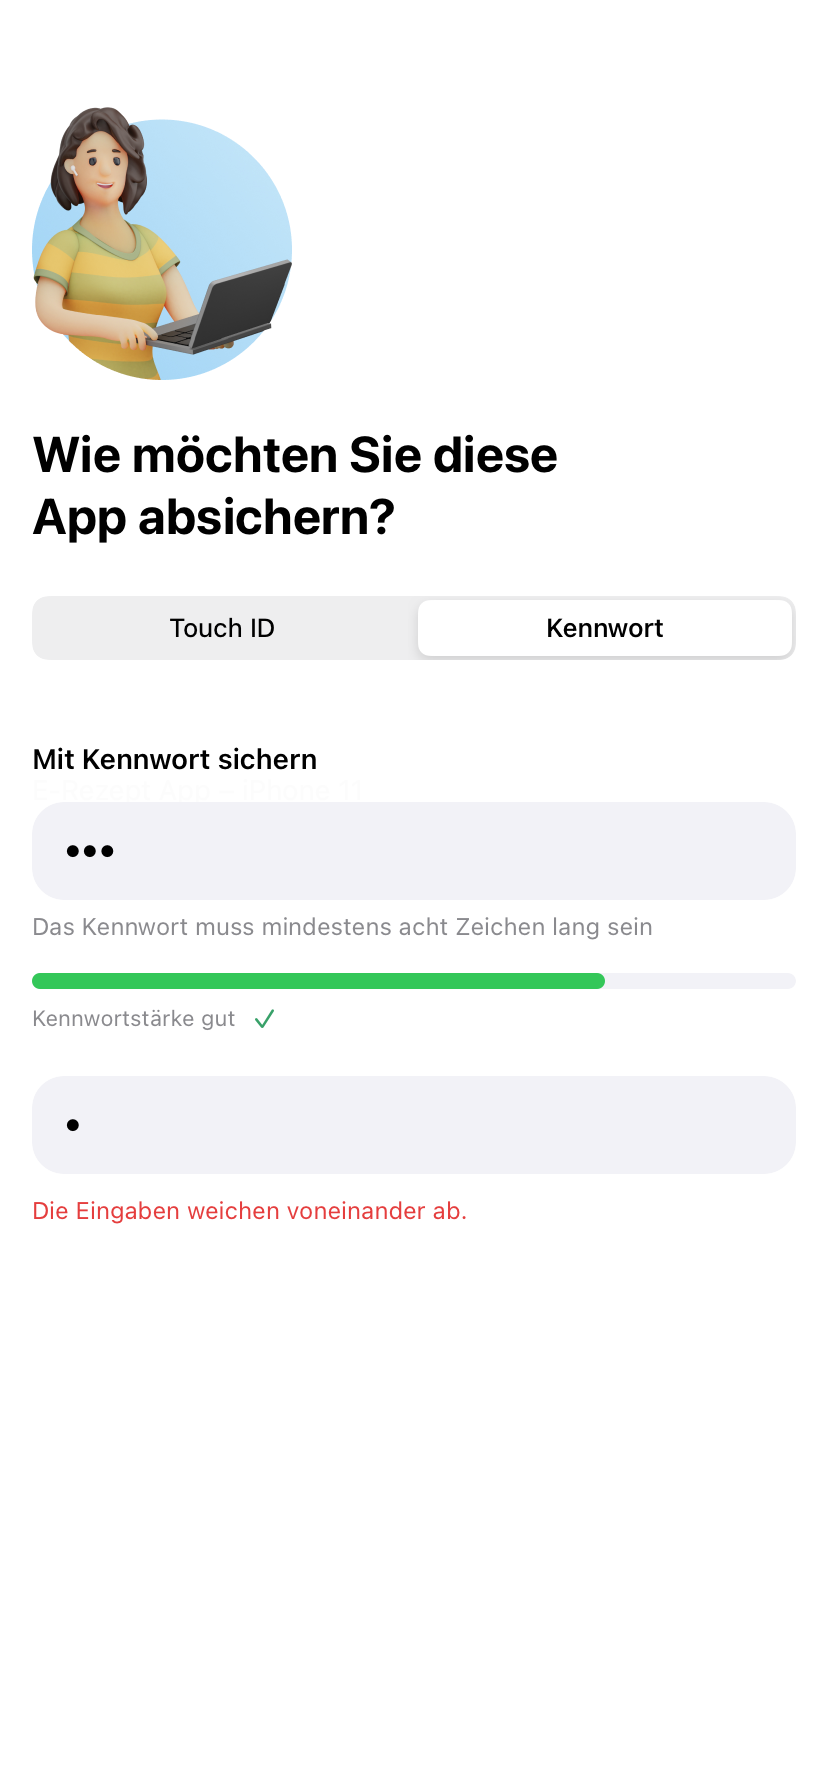 Wie möchten Sie diese
App absichern?
Touch ID
Kennwort
Mit Kennwort sichern
E-Rezept App – iPhone 11
•••
Das Kennwort muss mindestens acht Zeichen lang sein
Kennwortstärke gut
•
Die Eingaben weichen voneinander ab.